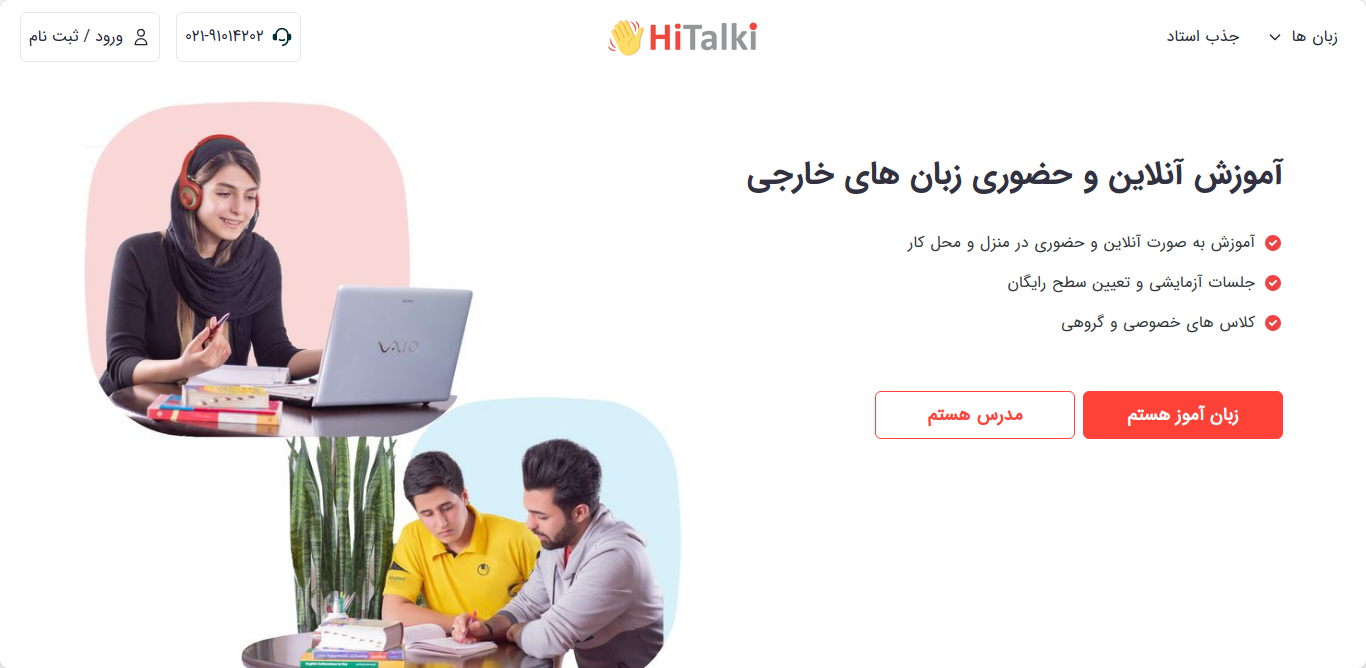 زبان ها
جذب استاد
HiTalki
۰۲۱-۹۱۰۱۴۲۰۲
ورود / ثبت نام
آموزش آنلاین و حضوری زبان های خارجی
آموزش به صورت آنلاین و حضوری در منزل و محل کار
جلسات آزمایشی و تعیین سطح رایگان
کلاس های خصوصی و گروهی
زبان آموز هستم
مدرس هستم
VAIO